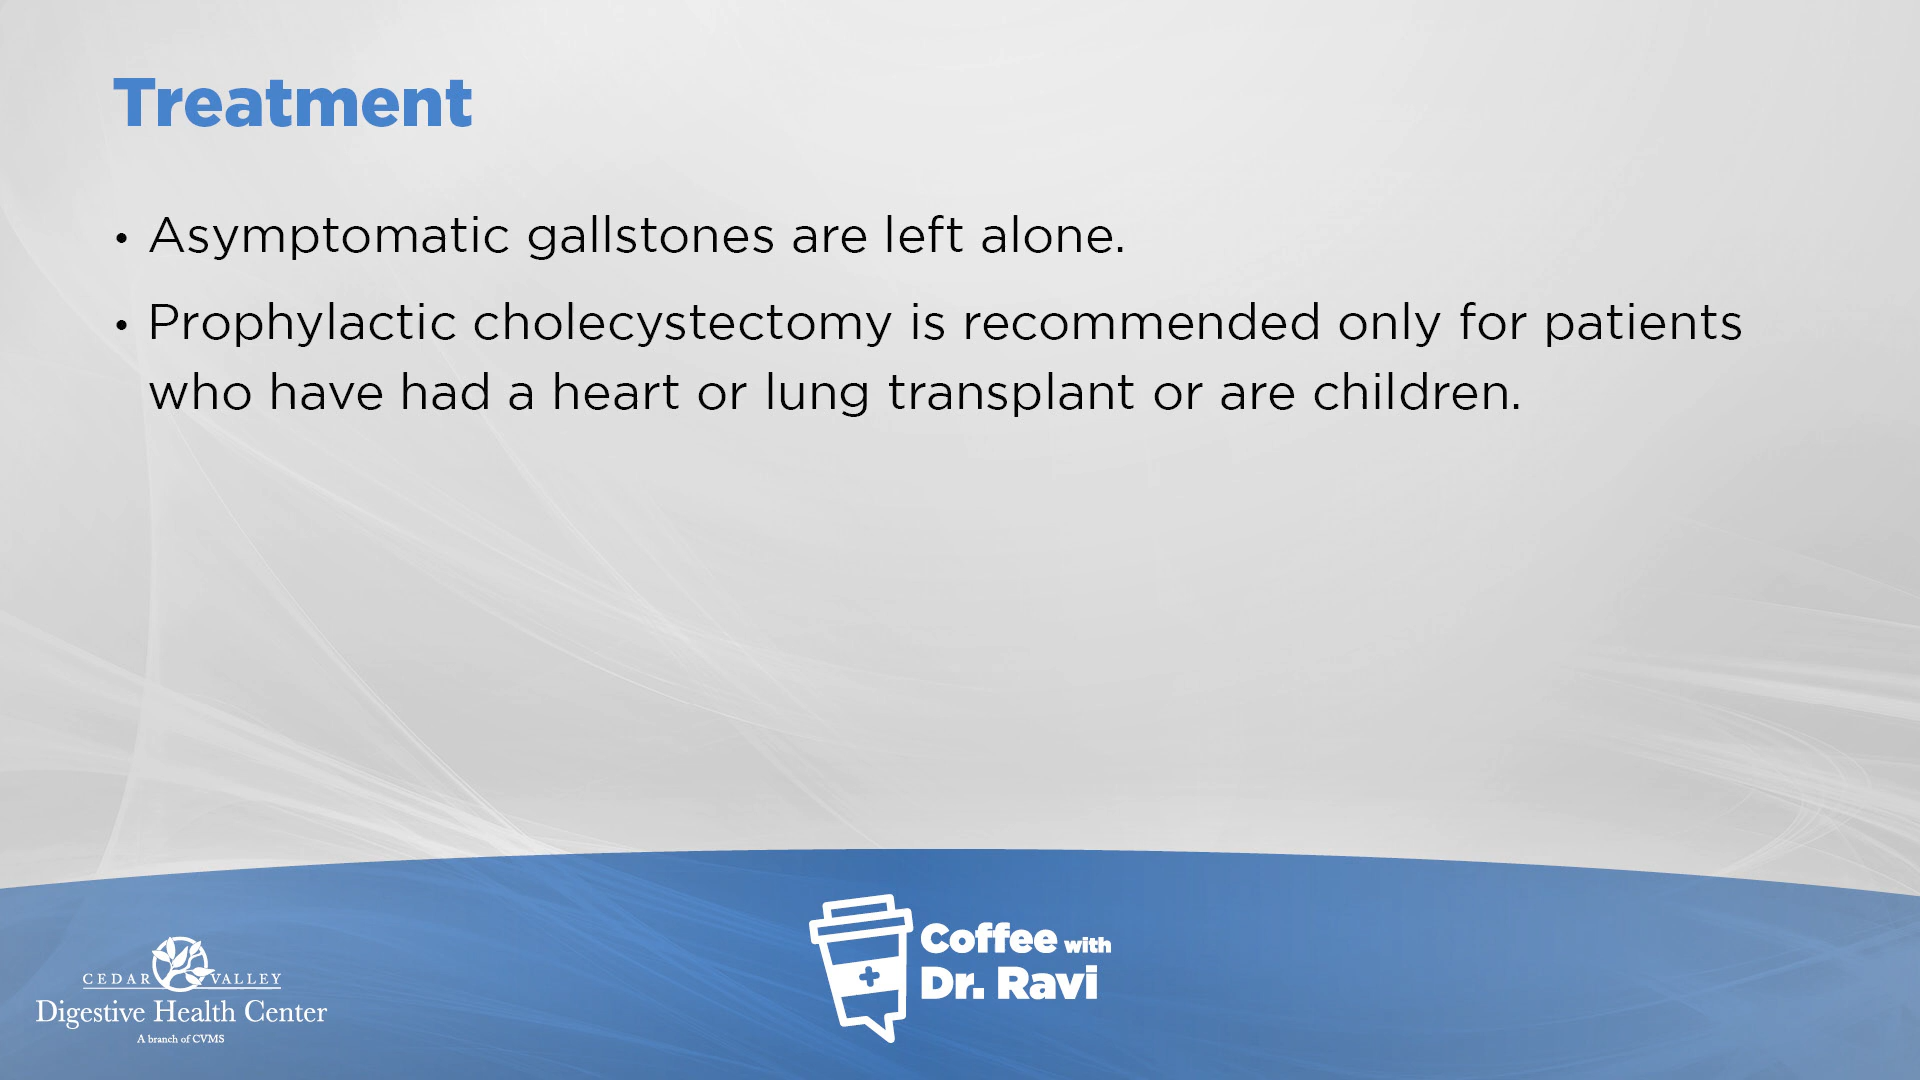 Treatment
• Asymptomatic gallstones are left alone.
• Prophylactic cholecystectomy is recommended only for patients
who have had a heart or lung transplant or are children.
CEDAR VALLEY
Digestive Health Center
A branch of CVMS
Coffee with
Dr. Ravi